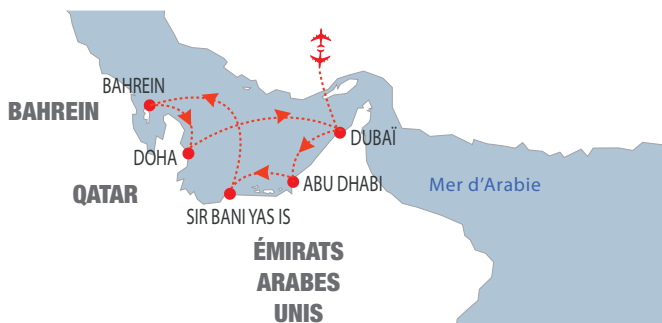 BAHREIN
BAHREIN
DOHA
DUBAÏ
QATAR
ABU DHABI
Mer d'Arabie
SIR BANI YAS IS
ÉMIRATS
ARABES
UNIS